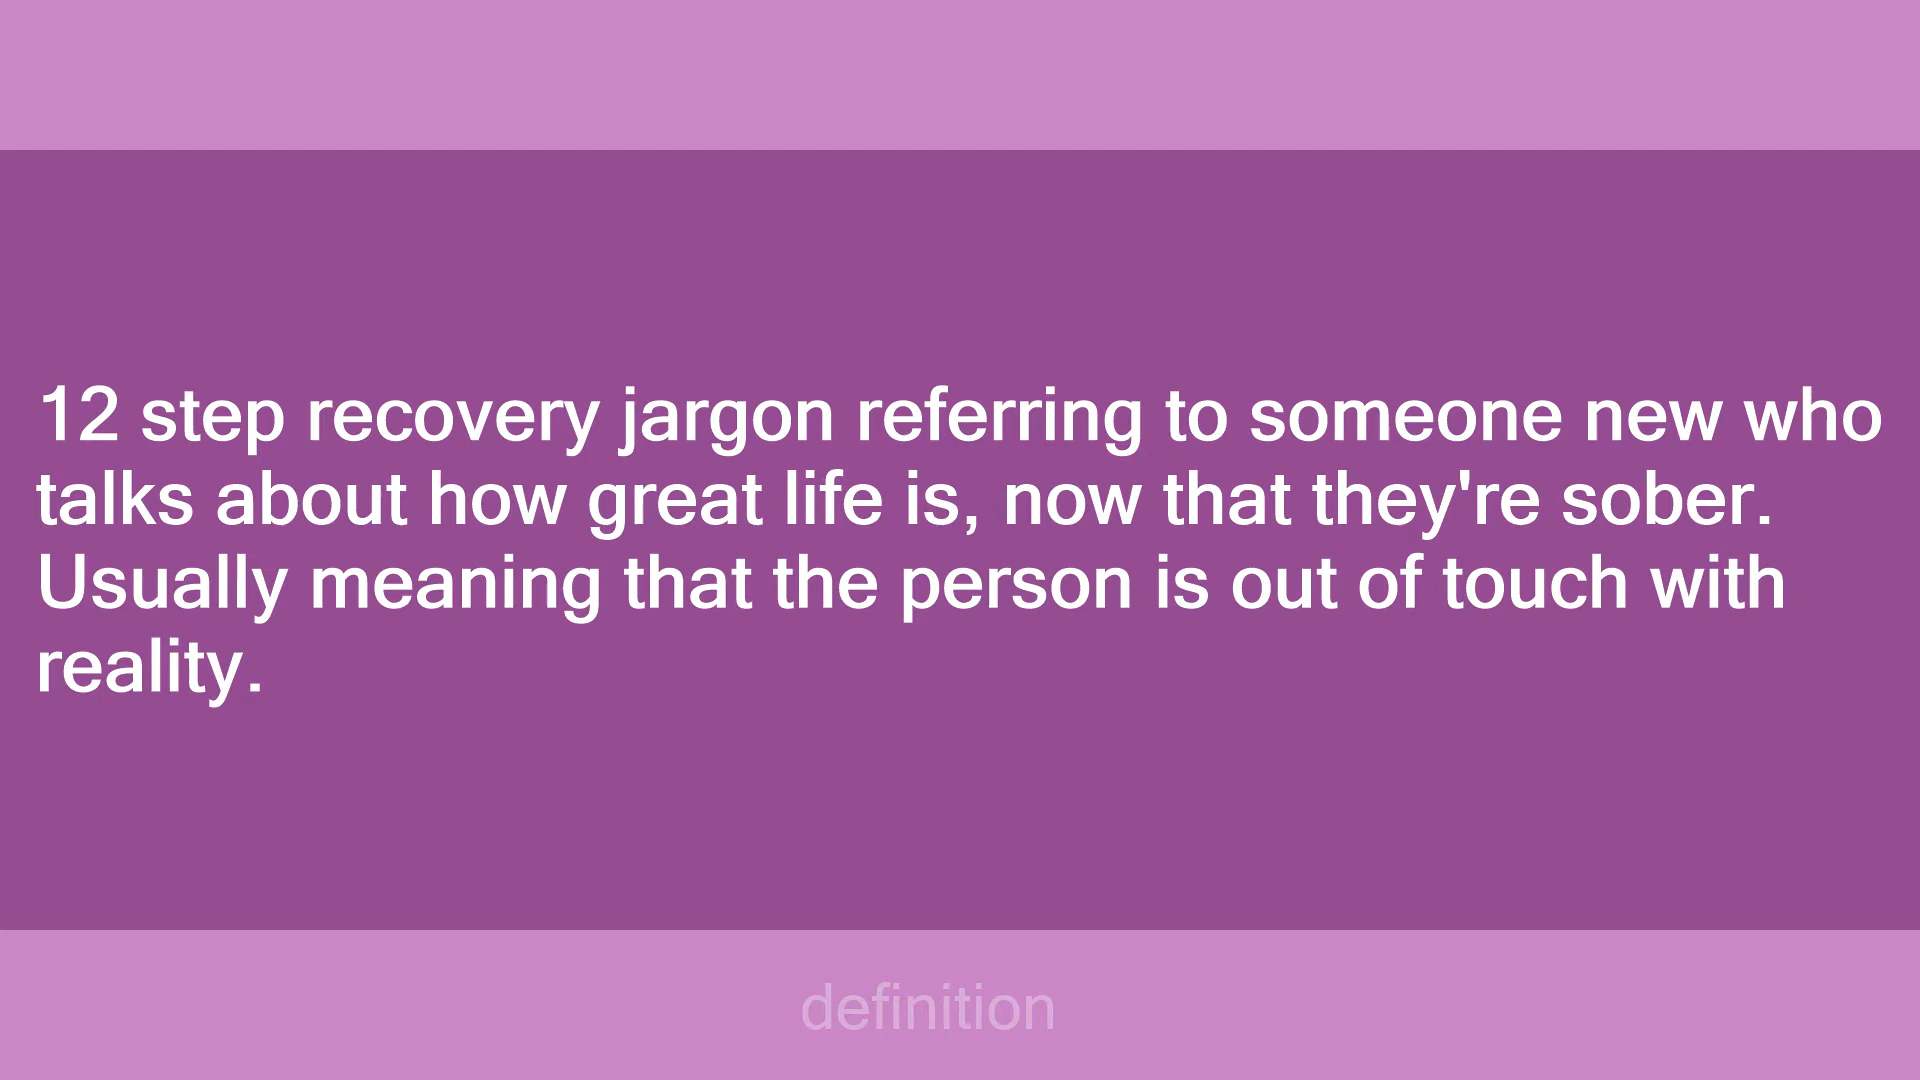 12 step recovery jargon referring to someone new who
talks about how great life is, now that they're sober.
Usually meaning that the person is out of touch with
reality.
definition